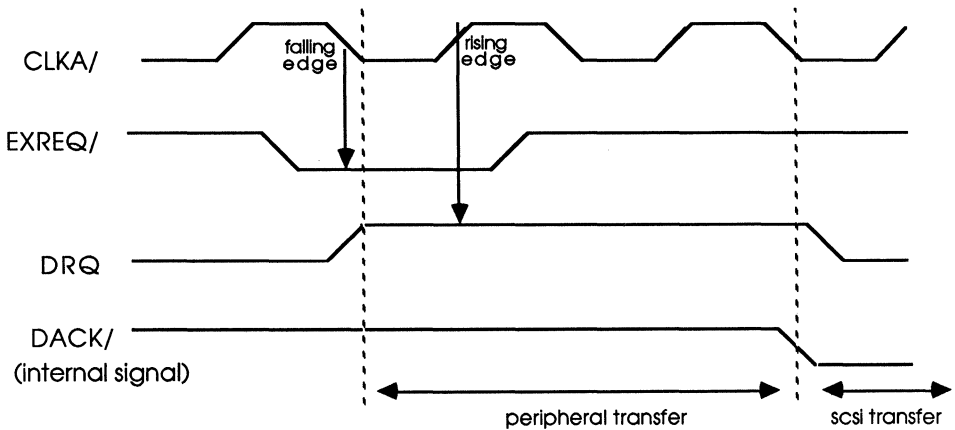 CLKA/
falling
edge
rising
edge
EXREQ/
DRQ
DACK/
(internal signal)
peripheral transfer
scsi transfer